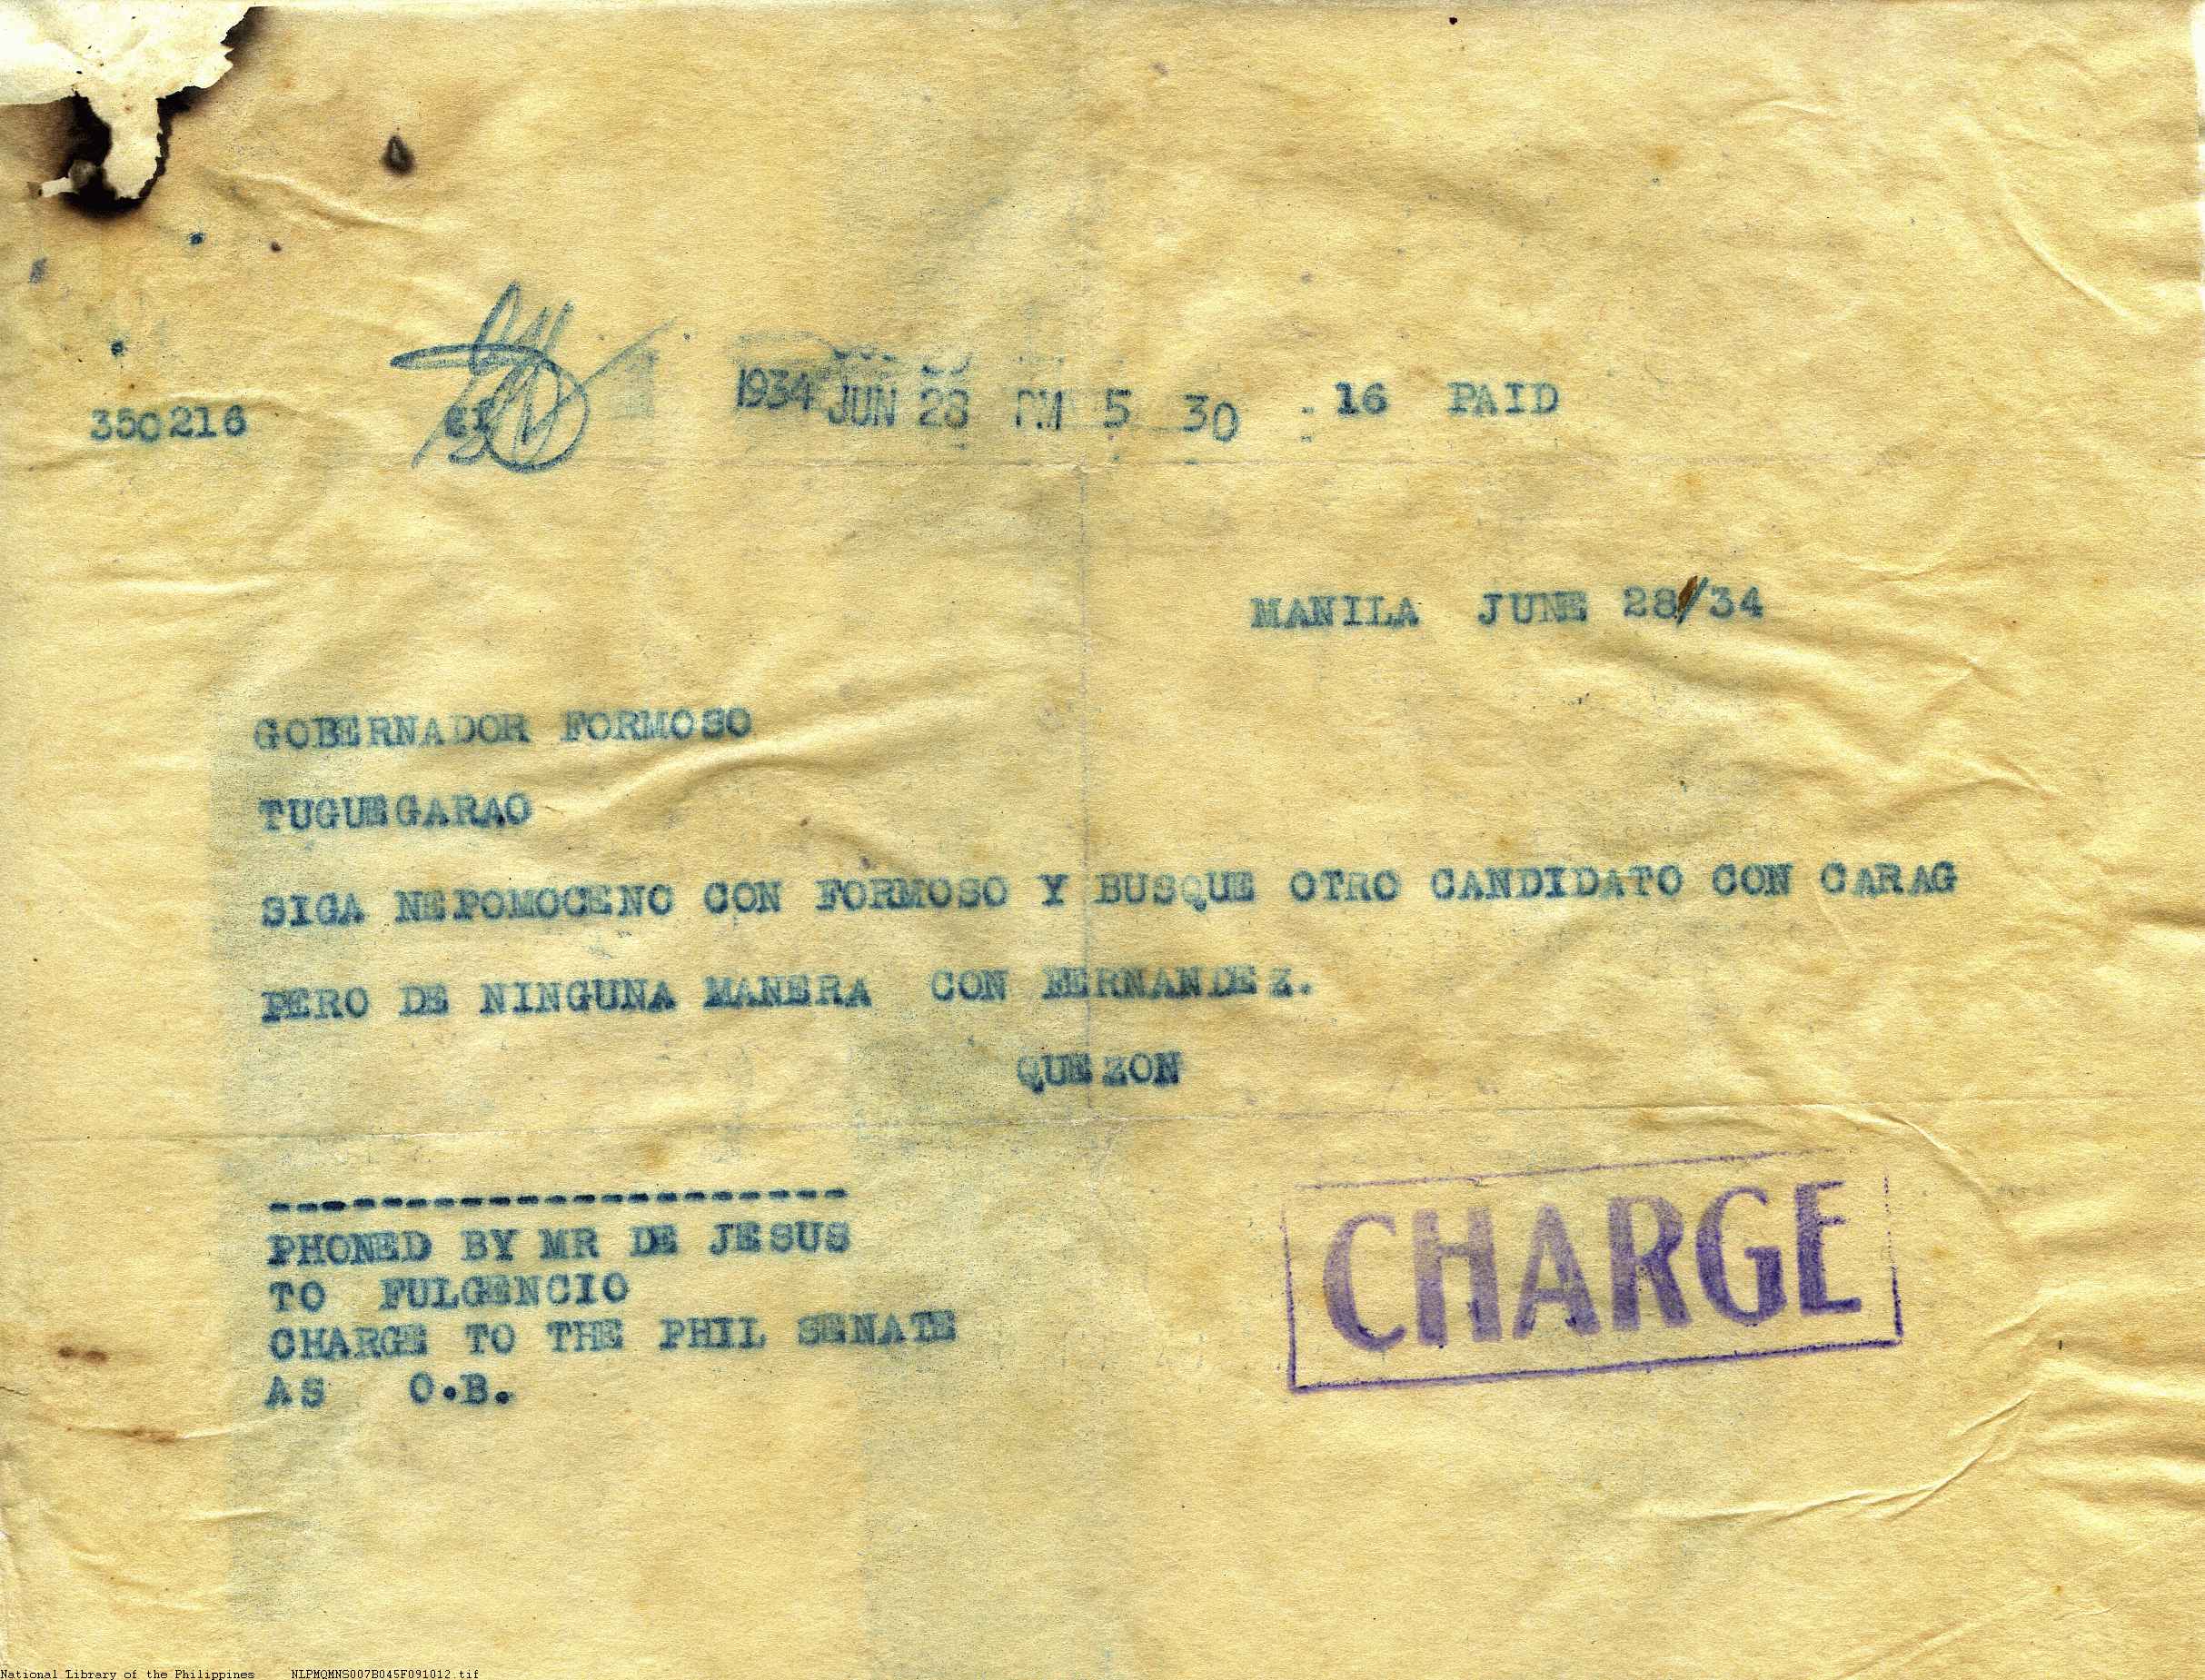 350216 1934 JUN 28 PM 5 30 16 PAID
MANILA JUNE 28/34
GOBERNADOR FORMOSO
TUGUEGARAO
SIGA NEPOMOCENO CON FORMOSO Y BUSQUE OTRO CANDIDATO CON CARAG
PERO DE NINGUNA MANERA CON FERNANDEZ.
QUEZON
----------------------
PHONED BY MR DE JESUS
TO FULGENCIO
CHARGE TO THE PHIL SENATE
AS O.B.
CHARGE
National Library of the Philippines NLPMQMNS007B045F091012.tif